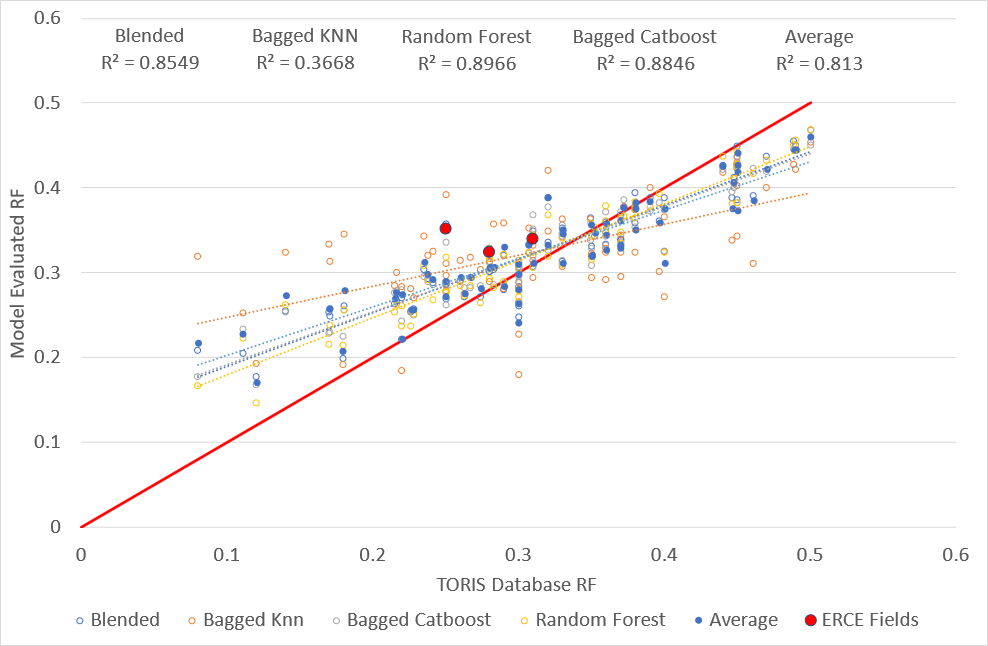 0.6
Blended Bagged KNN Random Forest Bagged Catboost Average
R² = 0.8549 R² = 0.3668 R² = 0.8966 R² = 0.8846 R² = 0.813
0.5
0.4
0.3
0.2
0.1
0
Model Evaluated RF
0 0.1 0.2 0.3 0.4 0.5 0.6
TORIS Database RF
Blended Bagged Knn Bagged Catboost Random Forest Average ERCE Fields